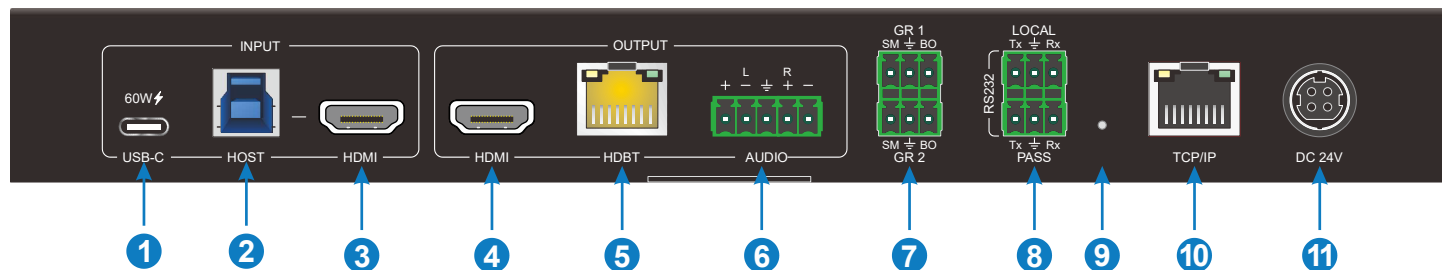 INPUT
OUTPUT
GR 1
SM BO
LOCAL
Tx Rx
L R
+ − + −
60W
RS232
USB-C
HOST
HDMI
HDMI
HDBT
AUDIO
SM BO
GR 2
Tx Rx
PASS
TCP/IP
DC 24V
1
2
3
4
5
6
7
8
9
10
11